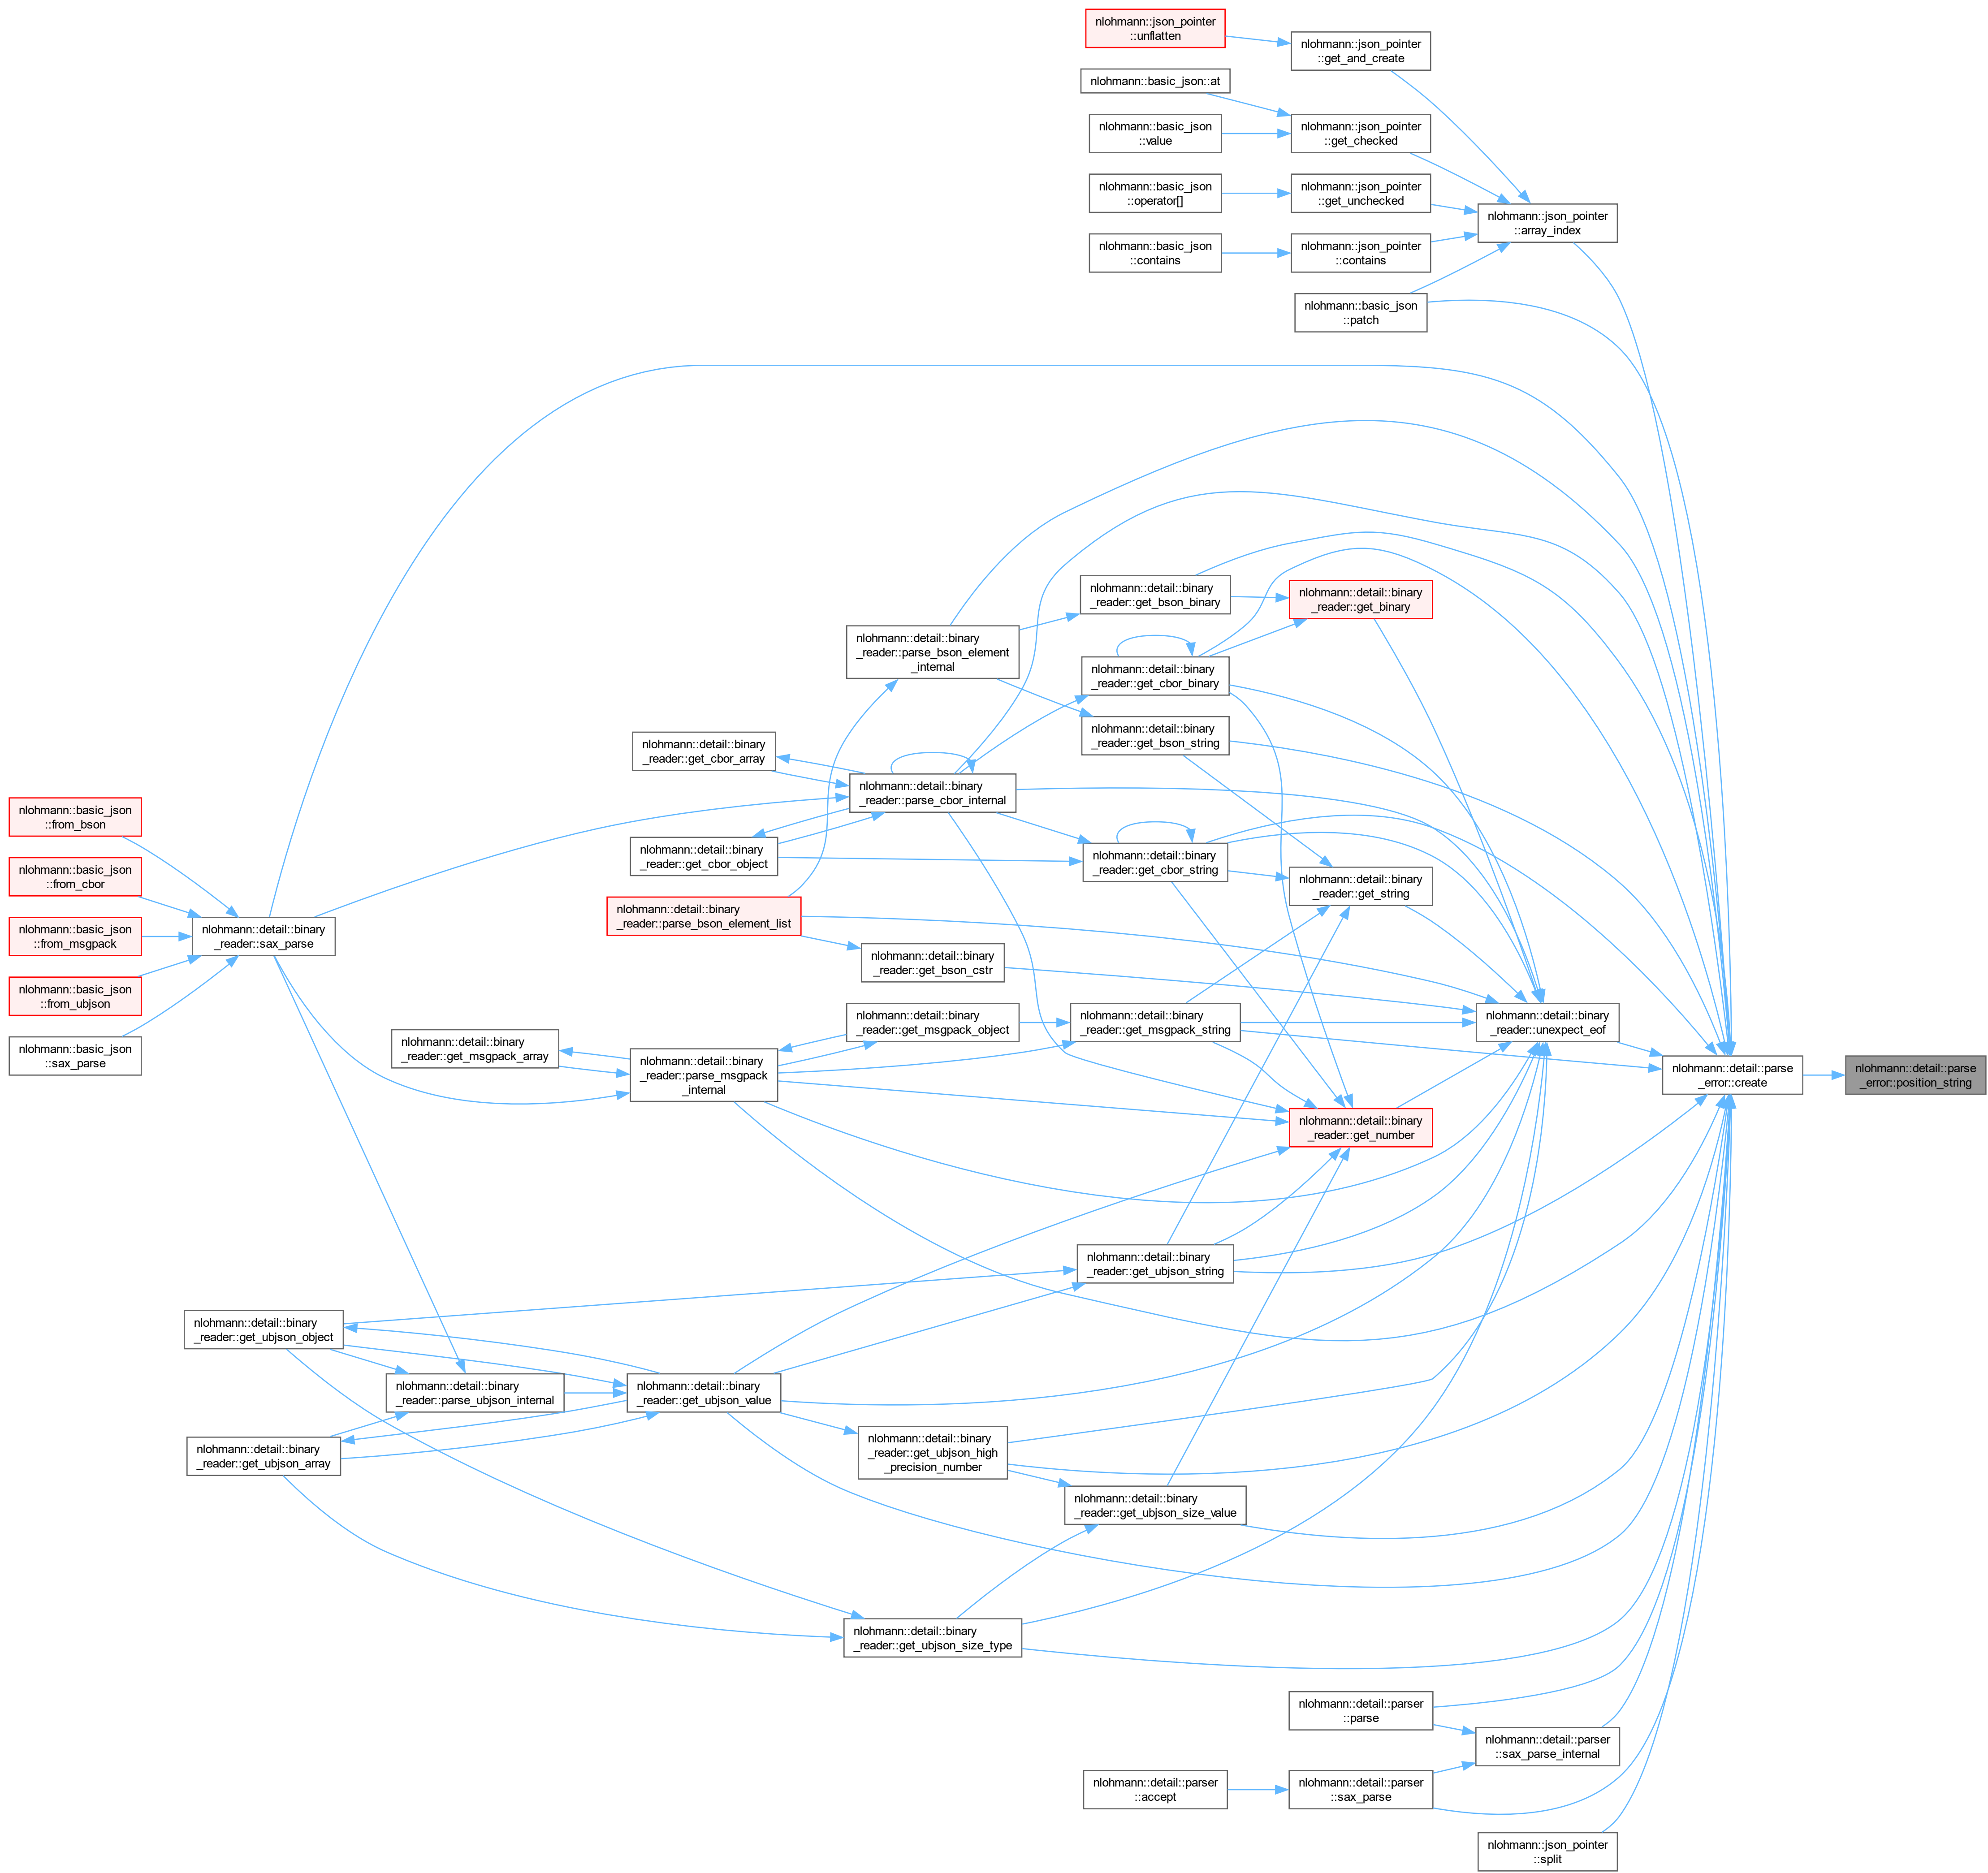 nlohmann::json_pointer
::unflatten
nlohmann::json_pointer
::get_and_create
nlohmann::basic_json::at
nlohmann::basic_json
::value
nlohmann::json_pointer
::get_checked
nlohmann::basic_json
::operator[]
nlohmann::json_pointer
::get_unchecked
nlohmann::json_pointer
::array_index
nlohmann::basic_json
::contains
nlohmann::json_pointer
::contains
nlohmann::basic_json
::patch
nlohmann::detail::binary
_reader::get_bson_binary
nlohmann::detail::binary
_reader::get_binary
nlohmann::detail::binary
_reader::parse_bson_element
_internal
nlohmann::detail::binary
_reader::get_cbor_binary
nlohmann::detail::binary
_reader::get_bson_string
nlohmann::detail::binary
_reader::get_cbor_array
nlohmann::detail::binary
_reader::parse_cbor_internal
nlohmann::basic_json
::from_bson
nlohmann::detail::binary
_reader::get_cbor_object
nlohmann::detail::binary
_reader::get_cbor_string
nlohmann::basic_json
::from_cbor
nlohmann::detail::binary
_reader::get_string
nlohmann::detail::binary
_reader::parse_bson_element_list
nlohmann::basic_json
::from_msgpack
nlohmann::detail::binary
_reader::sax_parse
nlohmann::detail::binary
_reader::get_bson_cstr
nlohmann::basic_json
::from_ubjson
nlohmann::detail::binary
_reader::get_msgpack_object
nlohmann::detail::binary
_reader::get_msgpack_string
nlohmann::detail::binary
_reader::unexpect_eof
nlohmann::basic_json
::sax_parse
nlohmann::detail::binary
_reader::get_msgpack_array
nlohmann::detail::binary
_reader::parse_msgpack
_internal
nlohmann::detail::parse
_error::create
nlohmann::detail::parse
_error::position_string
nlohmann::detail::binary
_reader::get_number
nlohmann::detail::binary
_reader::get_ubjson_string
nlohmann::detail::binary
_reader::get_ubjson_object
nlohmann::detail::binary
_reader::parse_ubjson_internal
nlohmann::detail::binary
_reader::get_ubjson_value
nlohmann::detail::binary
_reader::get_ubjson_array
nlohmann::detail::binary
_reader::get_ubjson_high
_precision_number
nlohmann::detail::binary
_reader::get_ubjson_size_value
nlohmann::detail::binary
_reader::get_ubjson_size_type
nlohmann::detail::parser
::parse
nlohmann::detail::parser
::sax_parse_internal
nlohmann::detail::parser
::accept
nlohmann::detail::parser
::sax_parse
nlohmann::json_pointer
::split